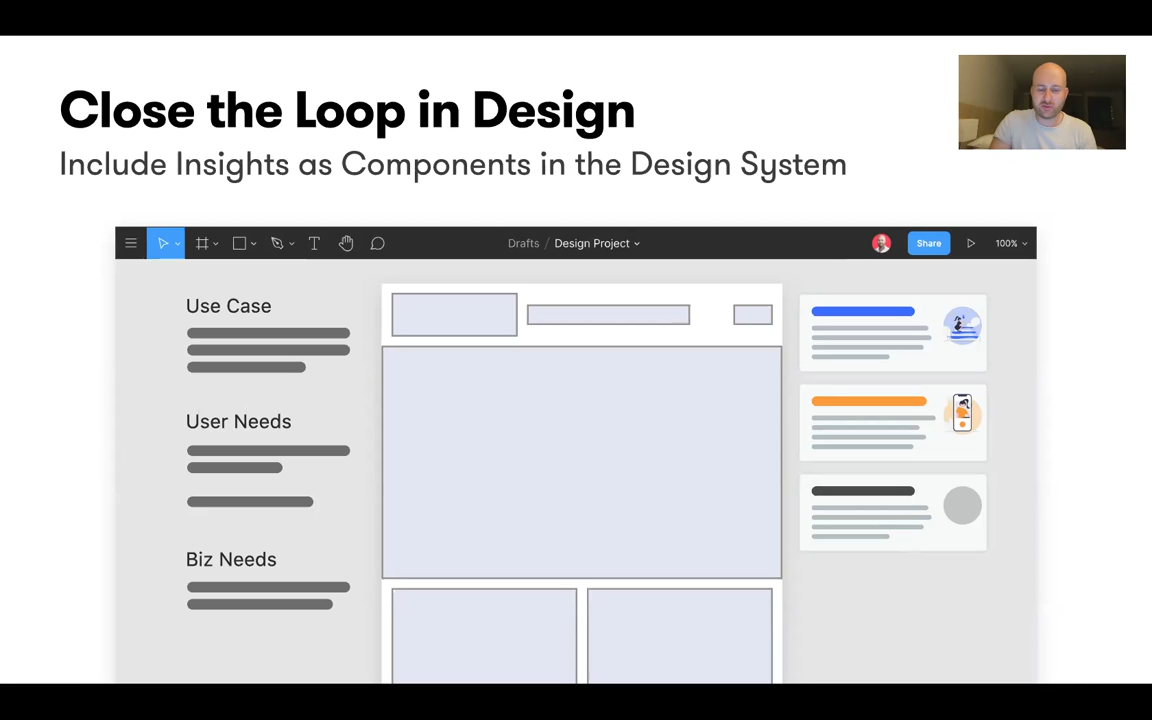 Close the Loop in Design
Include Insights as Components in the Design System
Drafts / Design Project
Share
100%
Use Case
User Needs
Biz Needs